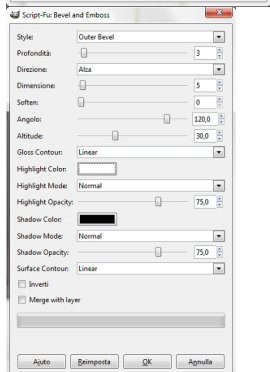 Script-Fu: Bevel and Emboss
Style: Outer Bevel
Profondità: 3
Direzione: Alza
Dimensione: 5
Soften: 0
Angolo: 120,0
Altitude: 30,0
Gloss Contour: Linear
Highlight Color:
Highlight Mode: Normal
Highlight Opacity: 75,0
Shadow Color:
Shadow Mode: Normal
Shadow Opacity: 75,0
Surface Contour: Linear
Inverti
Merge with layer
Aiuto Reimposta OK Annulla